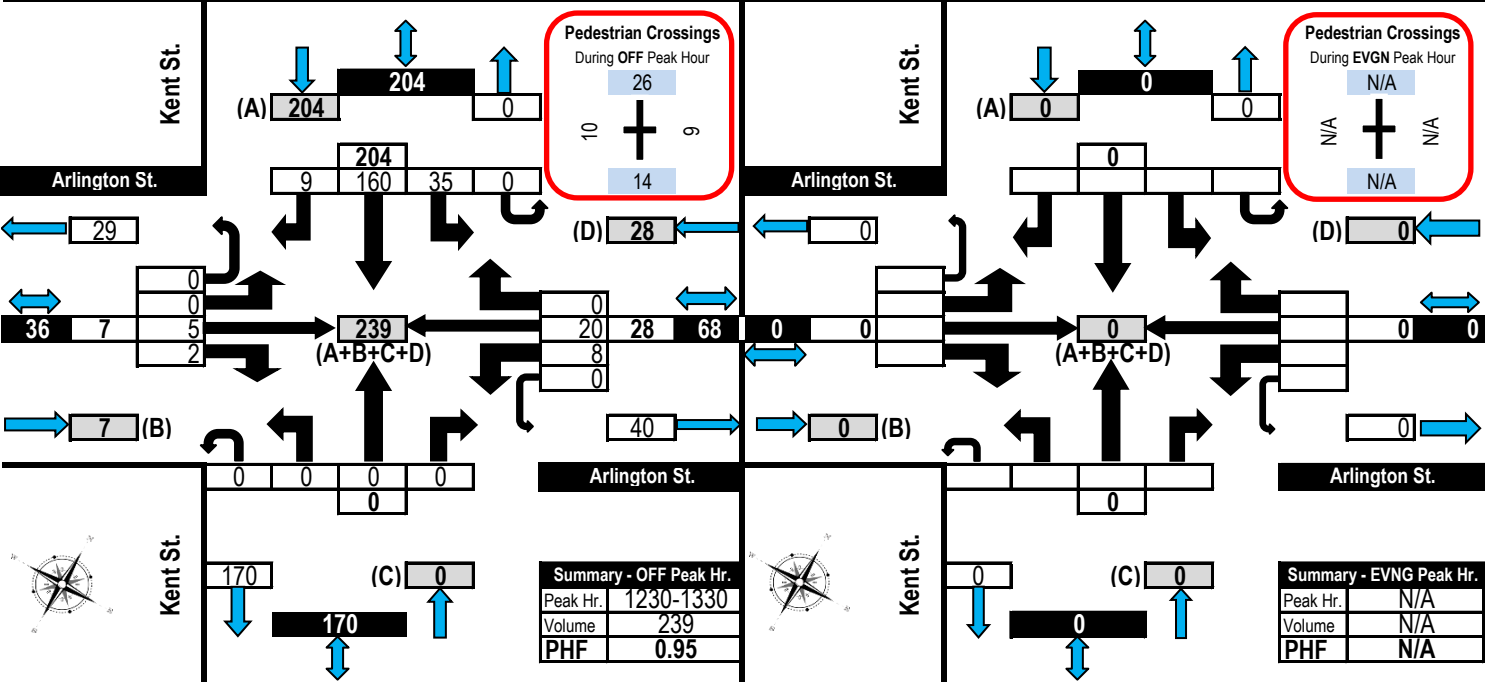 Pedestrian Crossings
During OFF Peak Hour
26
10
9
14
Kent St.
204
(A) 204 0
204
9 160 35 0
Arlington St.
29
(D) 28
0
0
36 7 5
2
239
(A+B+C+D)
0
20 28 68
8
0
7 (B)
40
0 0 0 0
0
Arlington St.
Kent St.
170
(C) 0
170
Summary - OFF Peak Hr.
Peak Hr. 1230-1330
Volume 239
PHF 0.95
Pedestrian Crossings
During EVGN Peak Hour
N/A
N/A
N/A
N/A
Kent St.
0
(A) 0 0
0
Arlington St.
0
(D) 0
0 0
0
(A+B+C+D)
0 0
0 (B)
0
0
Arlington St.
Kent St.
0
(C) 0
0
Summary - EVNG Peak Hr.
Peak Hr. N/A
Volume N/A
PHF N/A